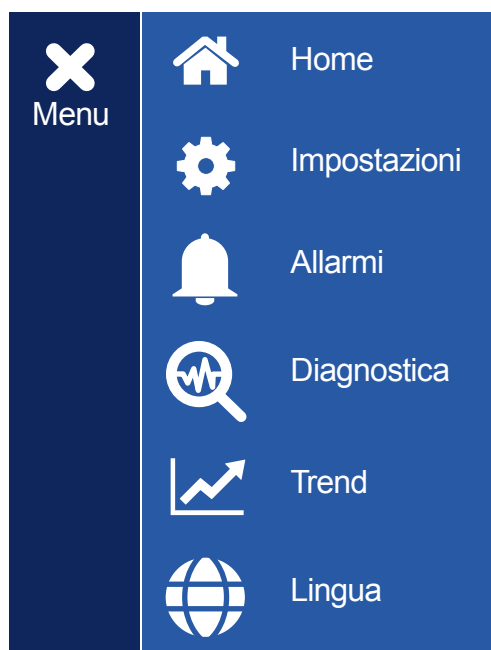 Menu
Home
Impostazioni
Allarmi
Diagnostica
Trend
Lingua